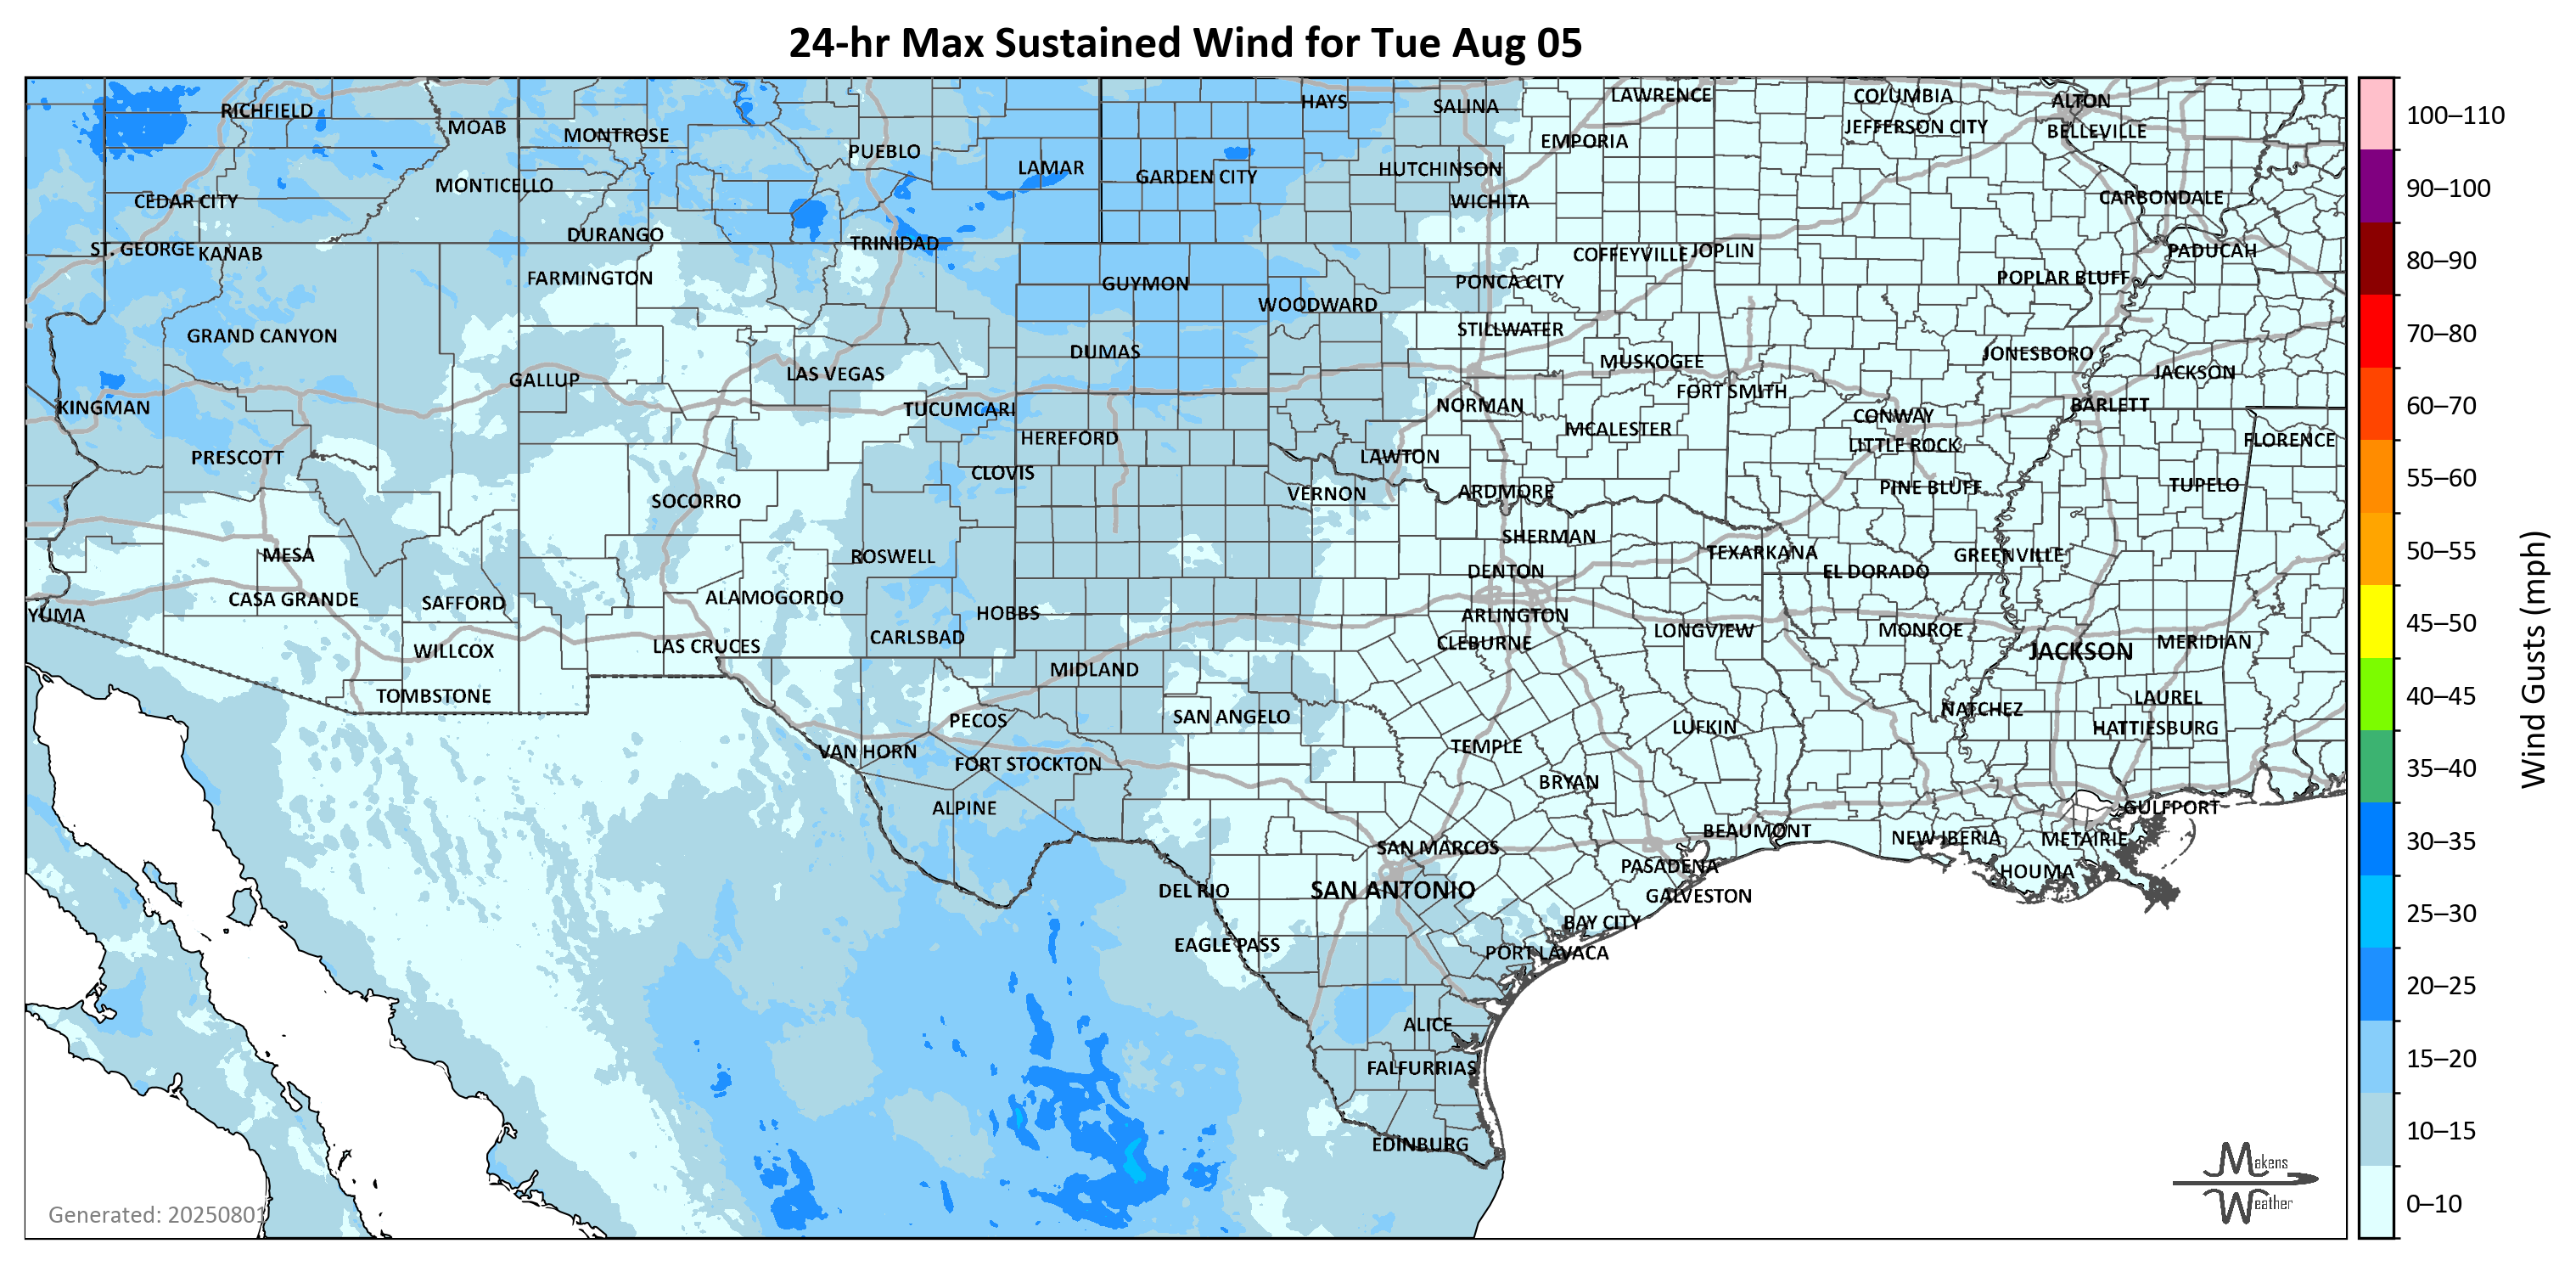 24-hr Max Sustained Wind for Tue Aug 05
RICHFIELD
MOAB
MONTROSE
PUEBLO
LAMAR
HAYS
SALINA
LAWRENCE
COLUMBIA
ALTON
JEFFERSON CITY
BELLEVILLE
EMPORIA
GARDEN CITY
HUTCHINSON
WICHITA
MONTICELLO
CEDAR CITY
CARBONDALE
DURANGO
TRINIDAD
ST. GEORGE
KANAB
COFFEYVILLE
JOPLIN
PADUCAH
FARMINGTON
GUYMON
PONCA CITY
POPLAR BLUFF
WOODWARD
GRAND CANYON
STILLWATER
DUMAS
MUSKOGEE
JONESBORO
GALLUP
LAS VEGAS
JACKSON
FORT SMITH
KINGMAN
TUCUMCARI
NORMAN
CONWAY
BARLETT
HEREFORD
MCALESTER
LITTLE ROCK
FLORENCE
PRESCOTT
CLOVIS
LAWTON
SOCORRO
VERNON
ARDMORE
PINE BLUFF
TUPELO
MESA
ROSWELL
SHERMAN
TEXARKANA
GREENVILLE
DENTON
EL DORADO
CASA GRANDE
SAFFORD
ALAMOGORDO
HOBBS
YUMA
ARLINGTON
CARLSBAD
CLEBURNE
LONGVIEW
MONROE
WILLCOX
LAS CRUCES
JACKSON
MERIDIAN
MIDLAND
TOMBSTONE
LAUREL
PECOS
SAN ANGELO
NATCHEZ
HATTIESBURG
LUFKIN
VAN HORN
FORT STOCKTON
TEMPLE
BRYAN
ALPINE
GULFPORT
BEAUMONT
NEW IBERIA
METAIRIE
SAN MARCOS
PASADENA
HOUMA
DEL RIO
SAN ANTONIO
GALVESTON
BAY CITY
EAGLE PASS
PORT LAVACA
ALICE
FALFURRIAS
EDINBURG
Generated: 20250801
Makens
Weather
100–110
90–100
80–90
70–80
60–70
55–60
50–55
45–50
40–45
35–40
30–35
25–30
20–25
15–20
10–15
0–10
Wind Gusts (mph)